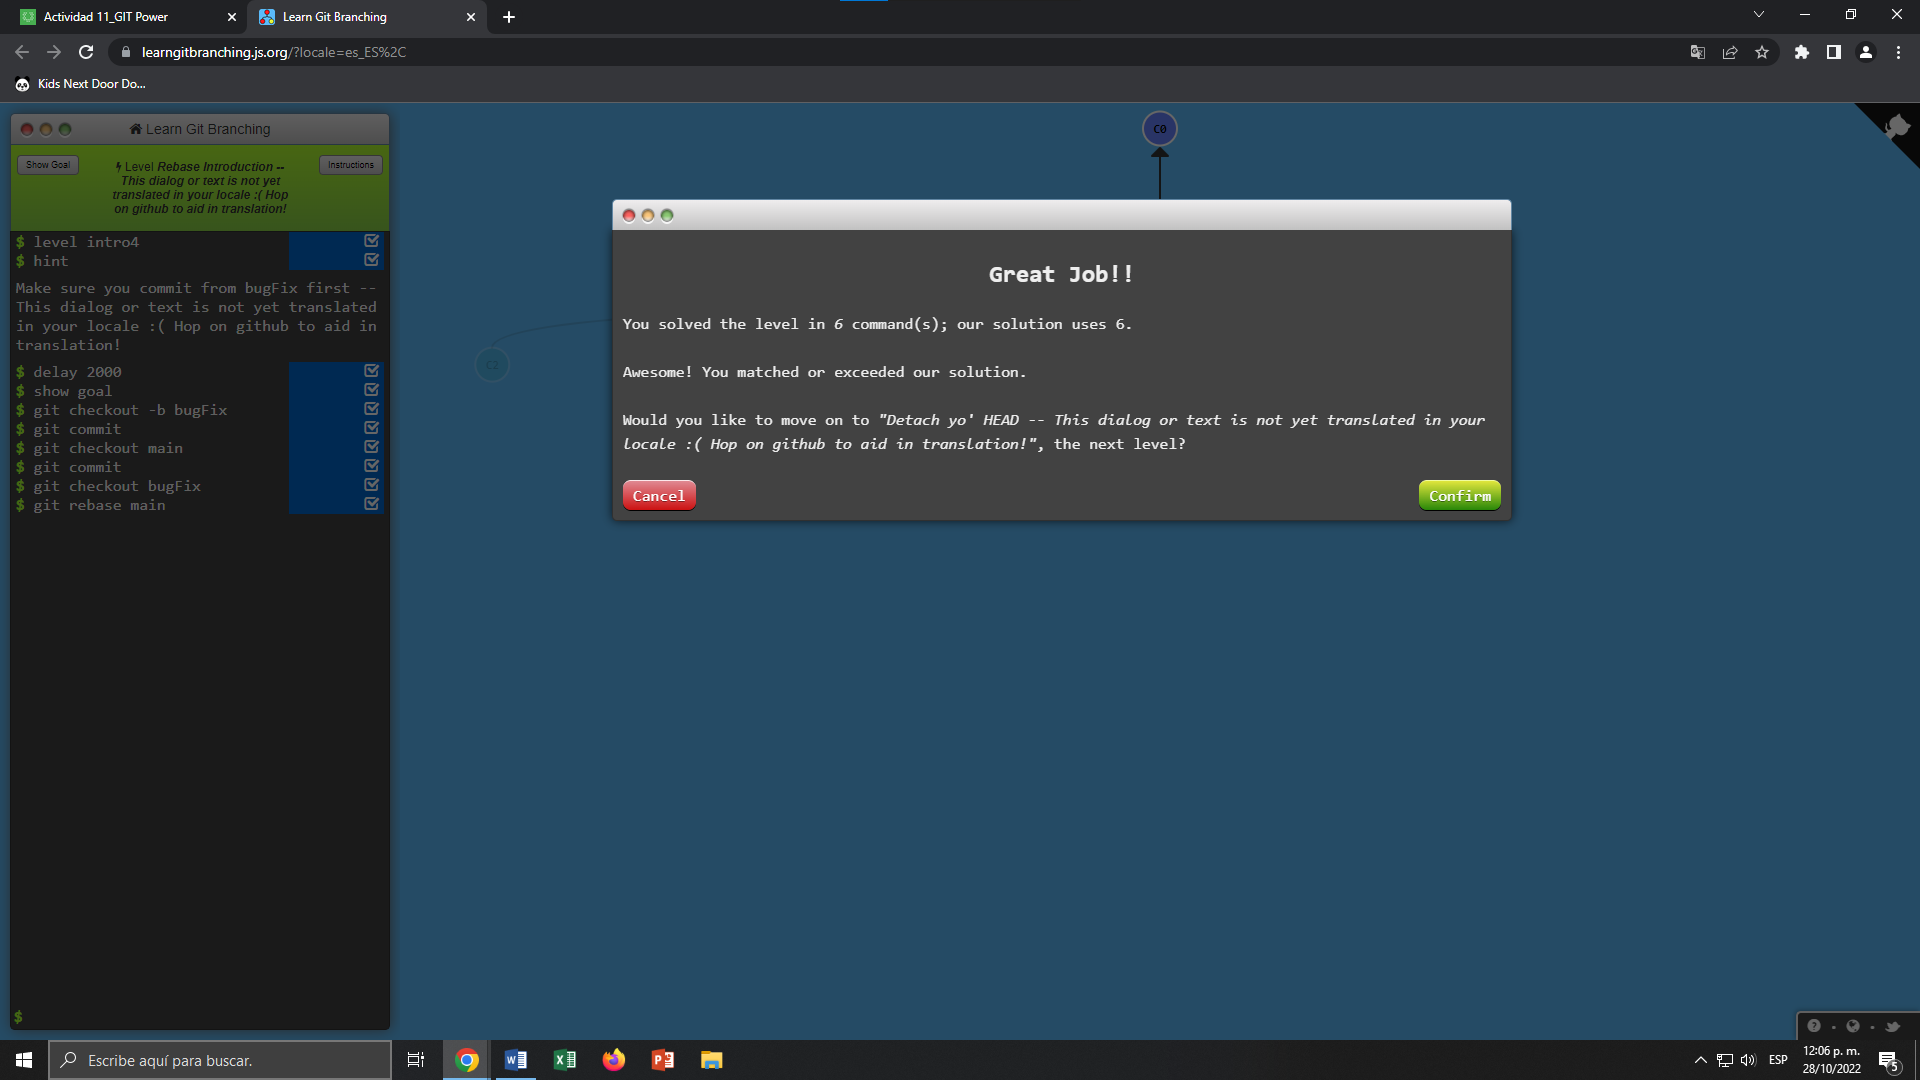 Actividad 11_GIT Power
Learn Git Branching
learngitbranching.js.org/?locale=es_ES%2C
Kids Next Door Do...
Learn Git Branching
Show Goal
Level Rebase Introduction --
This dialog or text is not yet
translated in your locale :( Hop
on github to aid in translation!
Instructions
$ level intro4
$ hint
Make sure you commit from bugFix first --
This dialog or text is not yet translated
in your locale :( Hop on github to aid in
translation!
$ delay 2000
$ show goal
$ git checkout -b bugFix
$ git commit
$ git checkout main
$ git commit
$ git checkout bugFix
$ git rebase main
$
C0
C2
Great Job!!
You solved the level in 6 command(s); our solution uses 6.
Awesome! You matched or exceeded our solution.
Would you like to move on to "Detach yo' HEAD -- This dialog or text is not yet translated in your
locale :( Hop on github to aid in translation!", the next level?
Cancel
Confirm
Escribe aquí para buscar.
ESP
12:06 p. m.
28/10/2022
5